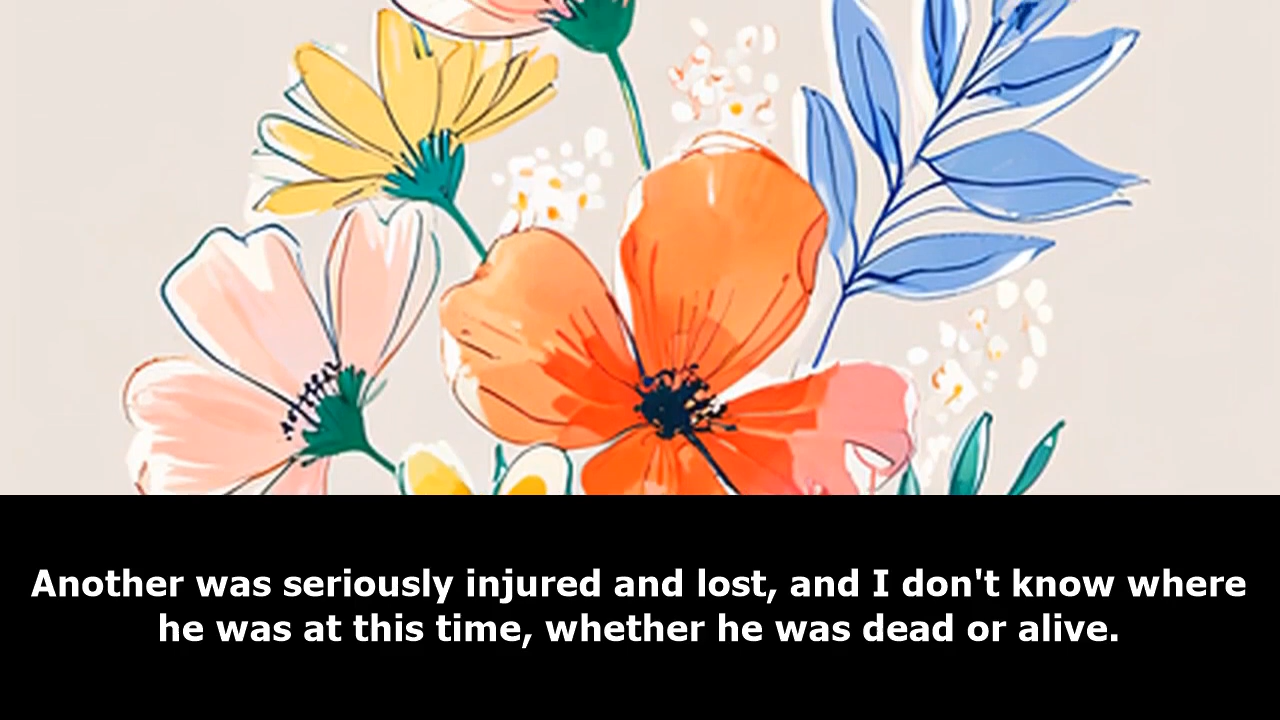 Another was seriously injured and lost, and I don't know where
he was at this time, whether he was dead or alive.